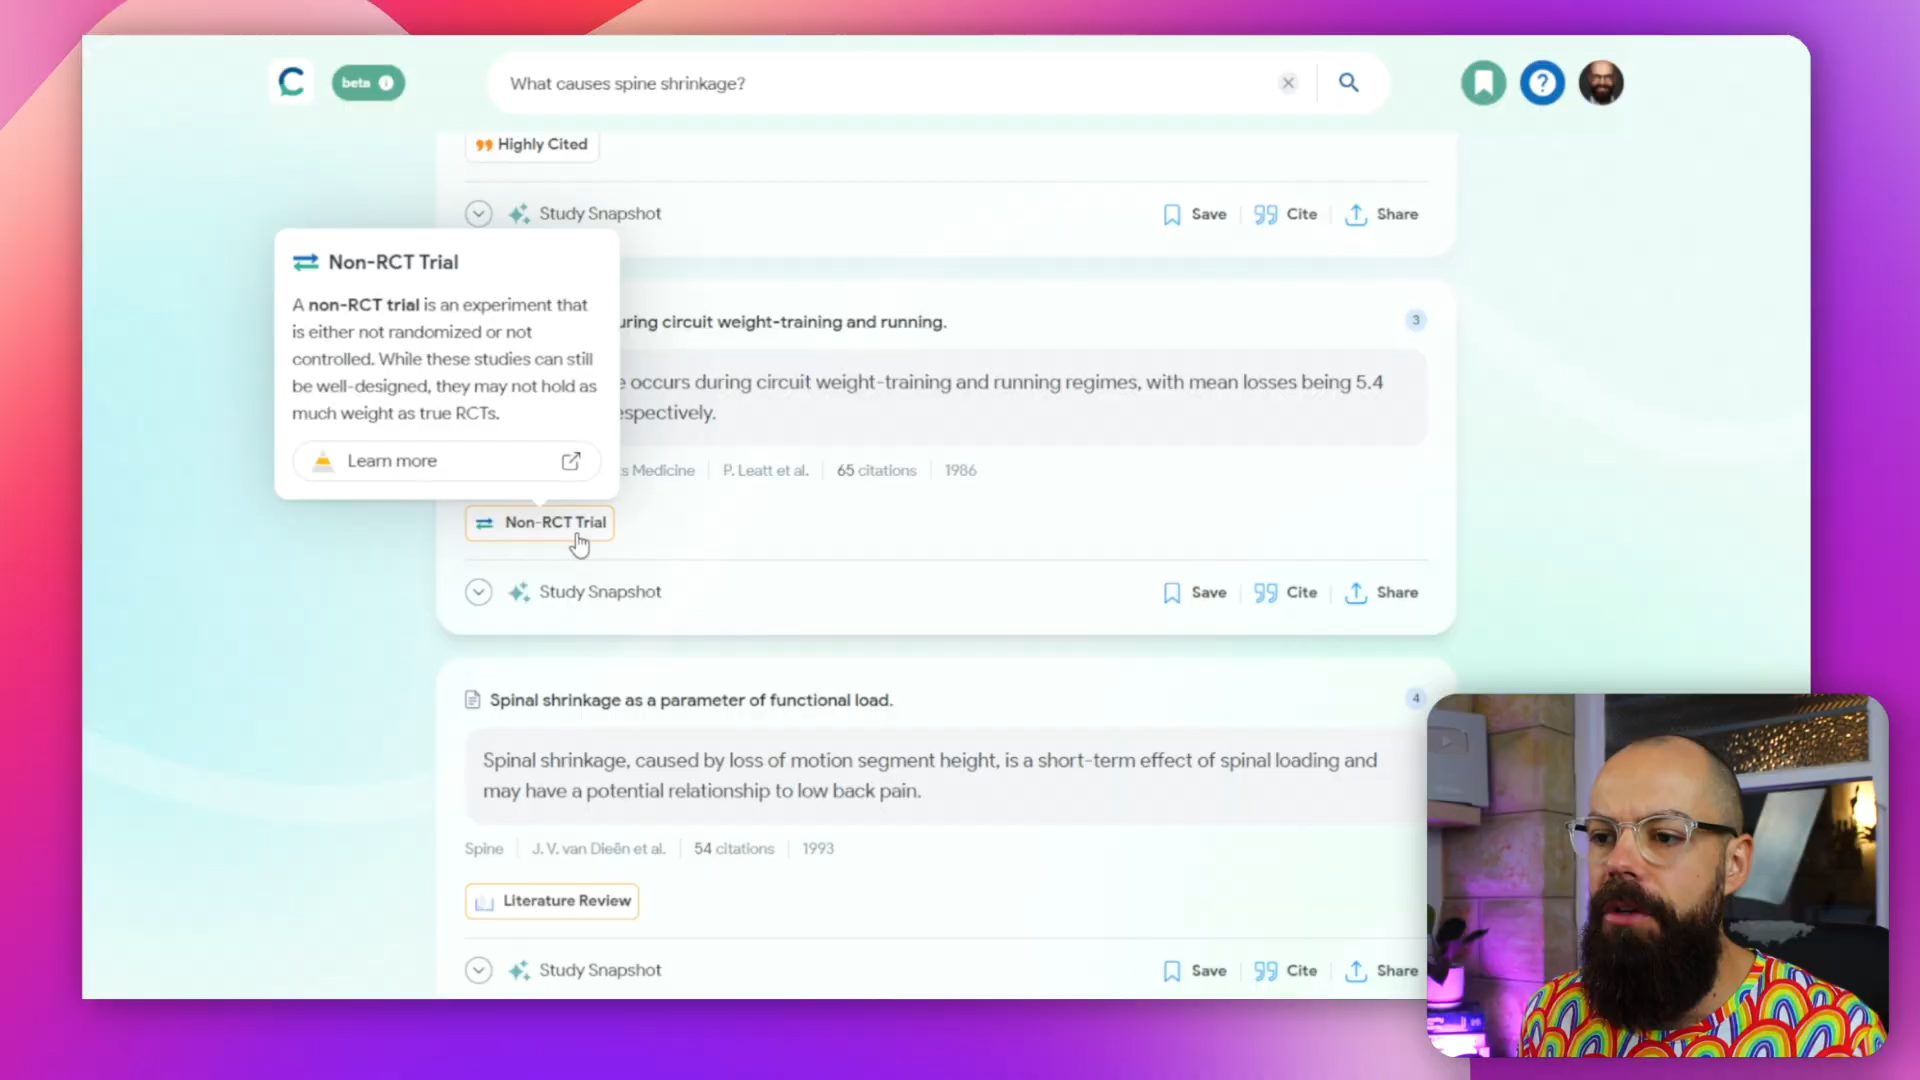 beta
What causes spine shrinkage?
Highly Cited
Study Snapshot
Save
Cite
Share
Non-RCT Trial
A non-RCT trial is an experiment that
is either not randomized or not
controlled. While these studies can still
be well-designed, they may not hold as
much weight as true RCTs.
Learn more
uring circuit weight-training and running.
3
e occurs during circuit weight-training and running regimes, with mean losses being 5.4
espectively.
s Medicine
P. Leatt et al.
65 citations
1986
Non-RCT Trial
Study Snapshot
Save
Cite
Share
Spinal shrinkage as a parameter of functional load.
4
Spinal shrinkage, caused by loss of motion segment height, is a short-term effect of spinal loading and
may have a potential relationship to low back pain.
Spine
J. V. van Dieën et al.
54 citations
1993
Literature Review
Study Snapshot
Save
Cite
Share